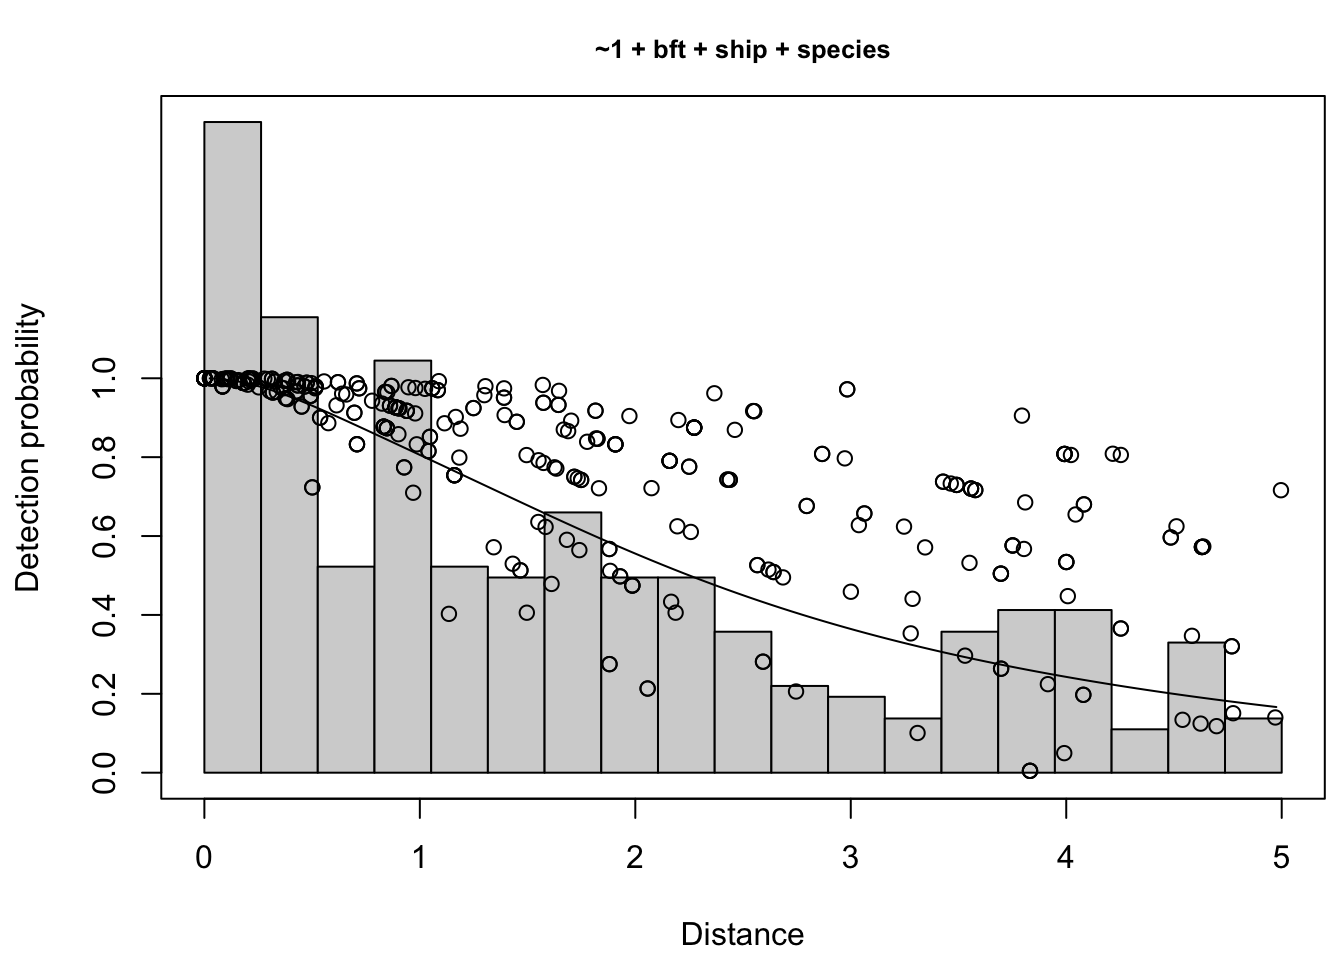 ~1 + bft + ship + species
Detection probability
1.0
0.8
0.6
0.4
0.2
0.0
0 1 2 3 4 5
Distance